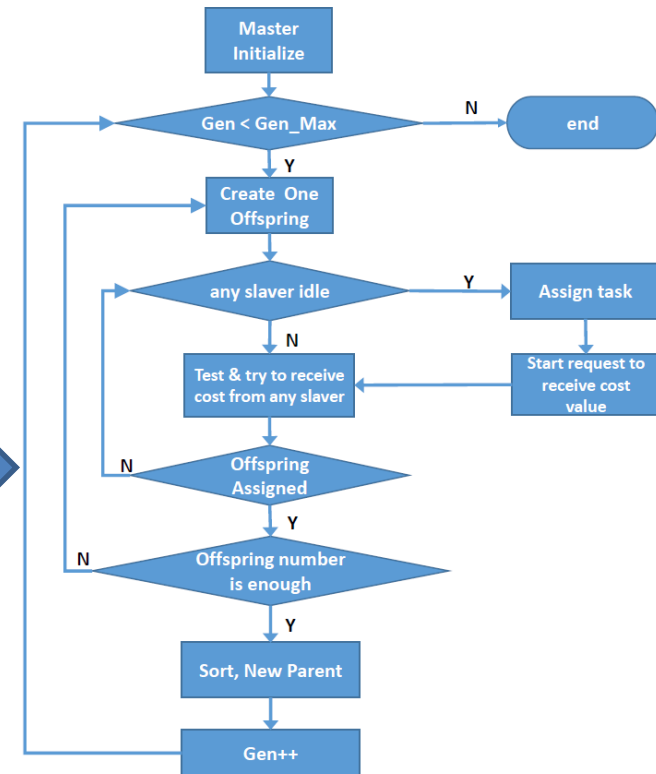 Master
Initialize
Gen < Gen_Max
N
end
Y
Create One
Offspring
any slaver idle
Y
Assign task
N
Test & try to receive
cost from any slaver
Start request to
receive cost
value
Offspring
Assigned
N
Y
Offspring number
is enough
N
Y
Sort, New Parent
Gen++